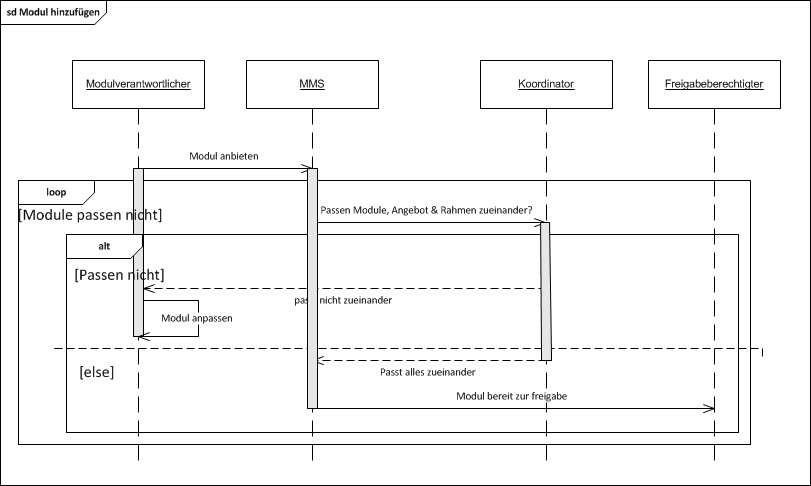 sd Modul hinzufügen
Modulverantwortlicher
MMS
Koordinator
Freigabeberechtigter
Modul anbieten
loop
[Module passen nicht]
Passen Module, Angebot & Rahmen zueinander?
alt
[Passen nicht]
nicht zueinander
Modul anpassen
[else]
Passt alles zueinander
Modul bereit zur freigabe